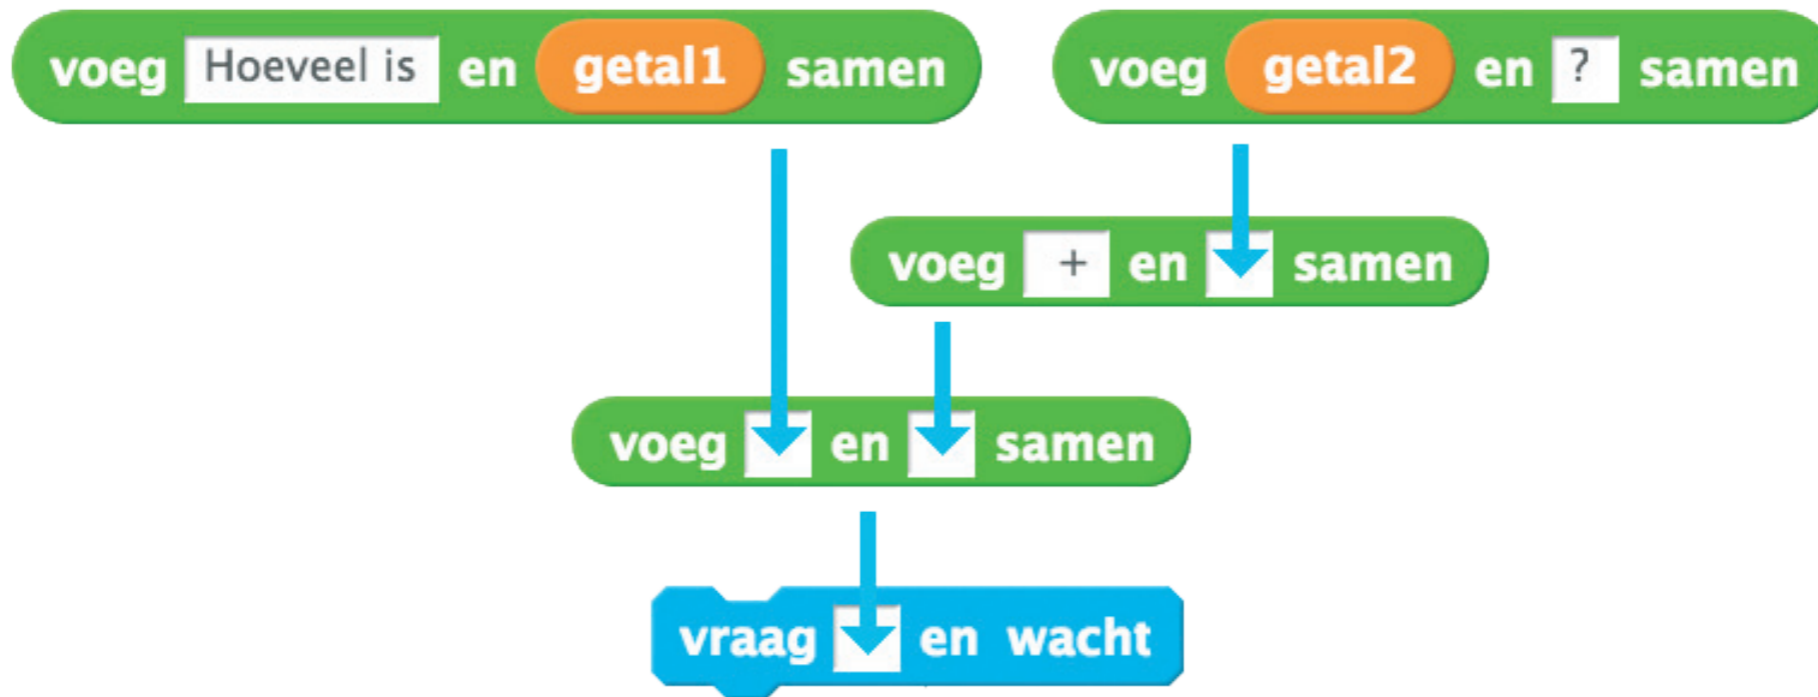 voeg Hoeveel is en getal1 samen
voeg getal2 en ? samen
voeg + en samen
voeg en samen
vraag en wacht